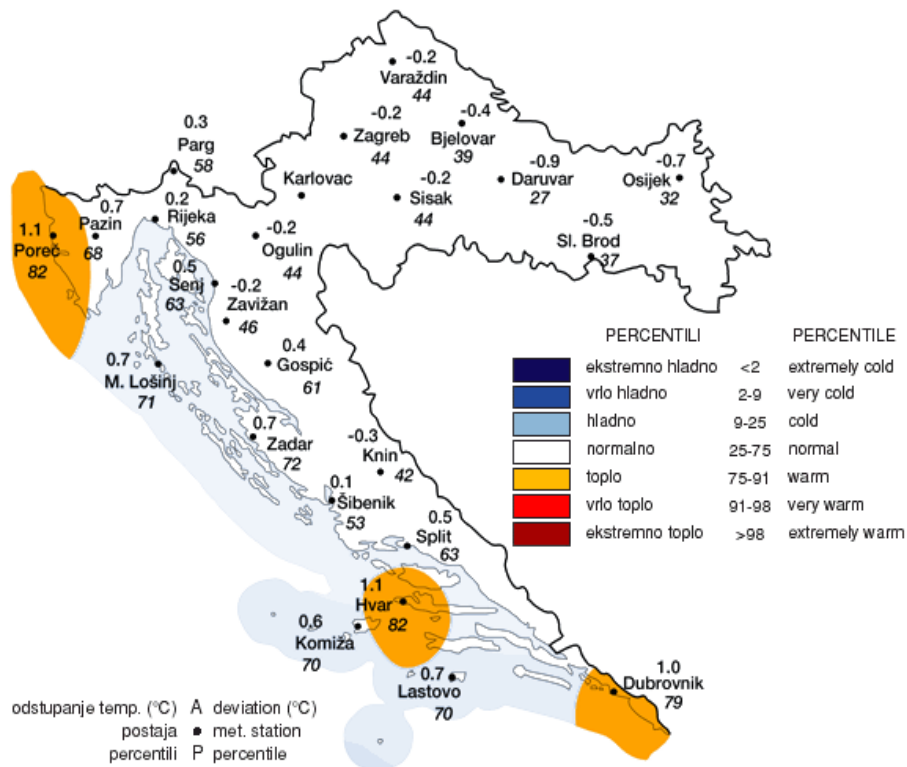 -0.2
Varaždin
44
-0.2
Zagreb
44
-0.4
Bjelovar
39
0.3
Parg
58
Karlovac
-0.2
Sisak
44
-0.9
Daruvar
27
-0.7
Osijek
32
1.1
Poreč
82
0.7
Pazin
68
0.2
Rijeka
56
-0.2
Ogulin
44
-0.5
Sl. Brod
37
0.5
Senj
63
-0.2
Zavižan
46
0.7
M. Lošinj
71
0.4
Gospić
61
0.7
Zadar
72
-0.3
Knin
42
0.1
Šibenik
53
0.5
Split
63
1.1
Hvar
82
0.6
Komiža
70
0.7
Lastovo
70
1.0
Dubrovnik
79
PERCENTILI PERCENTILE
ekstremno hladno <2 extremely cold
vrlo hladno 2-9 very cold
hladno 9-25 cold
normalno 25-75 normal
toplo 75-91 warm
vrlo toplo 91-98 very warm
ekstremno toplo >98 extremely warm
odstupanje temp. (°C) A deviation (°C)
postaja met. station
percentili P percentile